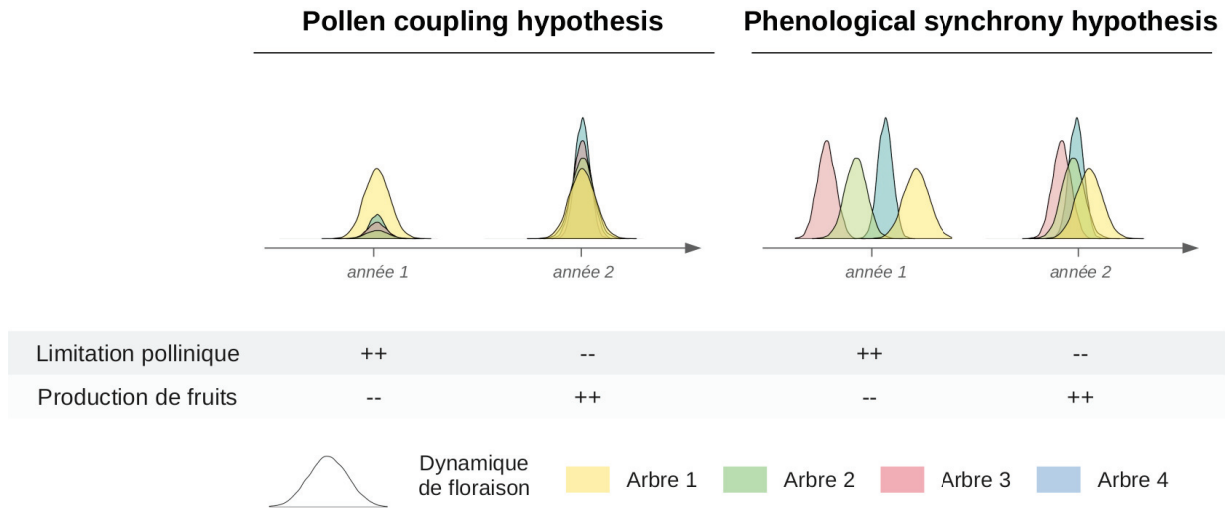 Pollen coupling hypothesis
Phenological synchrony hypothesis
année 1
année 2
année 1
année 2
Limitation pollinique ++ -- ++ --
Production de fruits -- ++ -- ++
Dynamique
de floraison
Arbre 1
Arbre 2
Arbre 3
Arbre 4